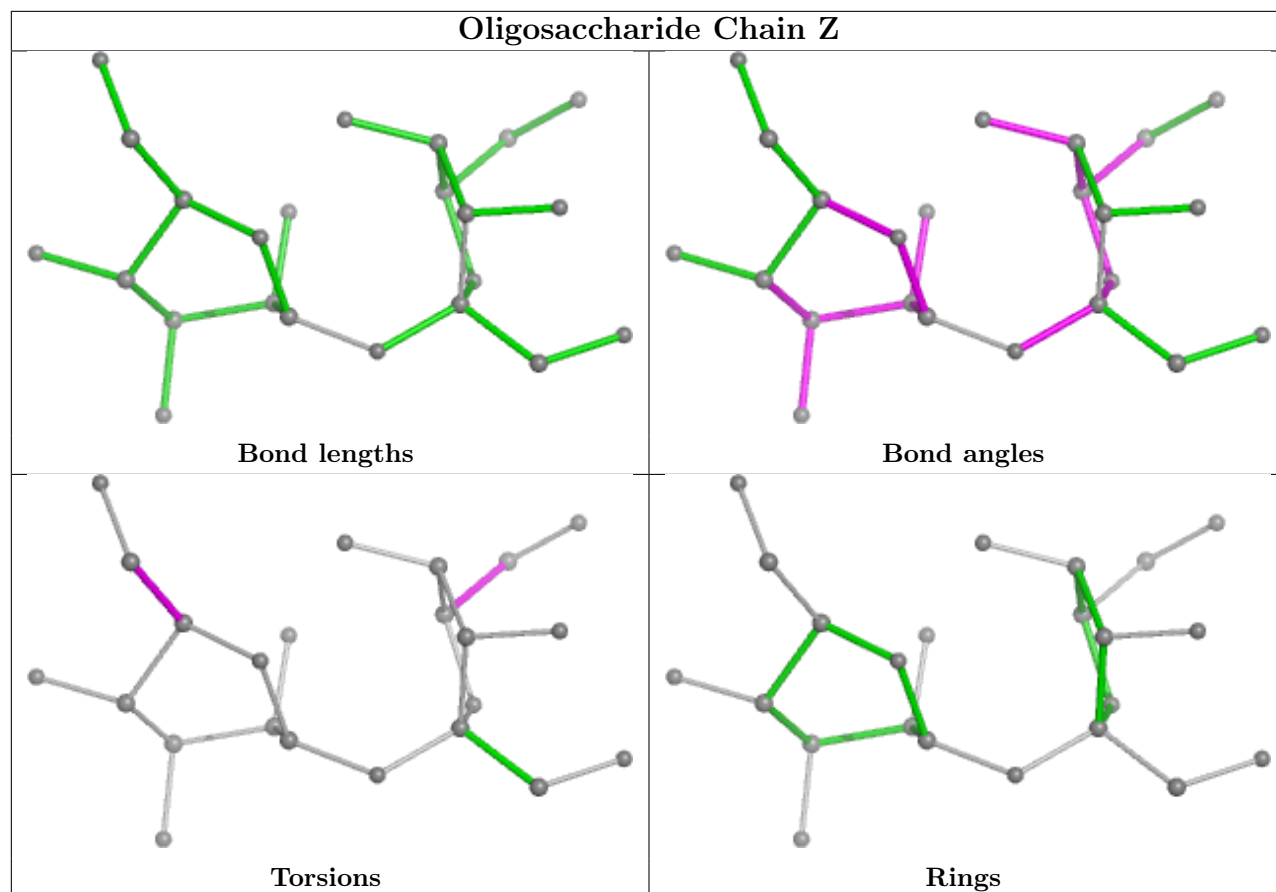 Oligosaccharide Chain Z
Bond lengths
Bond angles
Torsions
Rings